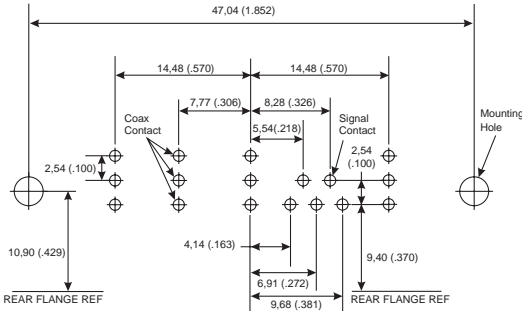 47,04 (1.852)
14,48 (.570)
14,48 (.570)
7,77 (.306)
8,28 (.326)
Coax
Contact
5,54(.218)
Signal
Contact
Mounting
Hole
2,54
(.100)
2,54
(.100)
4,14 (.163)
10,90 (.429)
9,40
(.370)
6,91 (.272)
REAR FLANGE REF
9,68 (.381)
REAR FLANGE REF